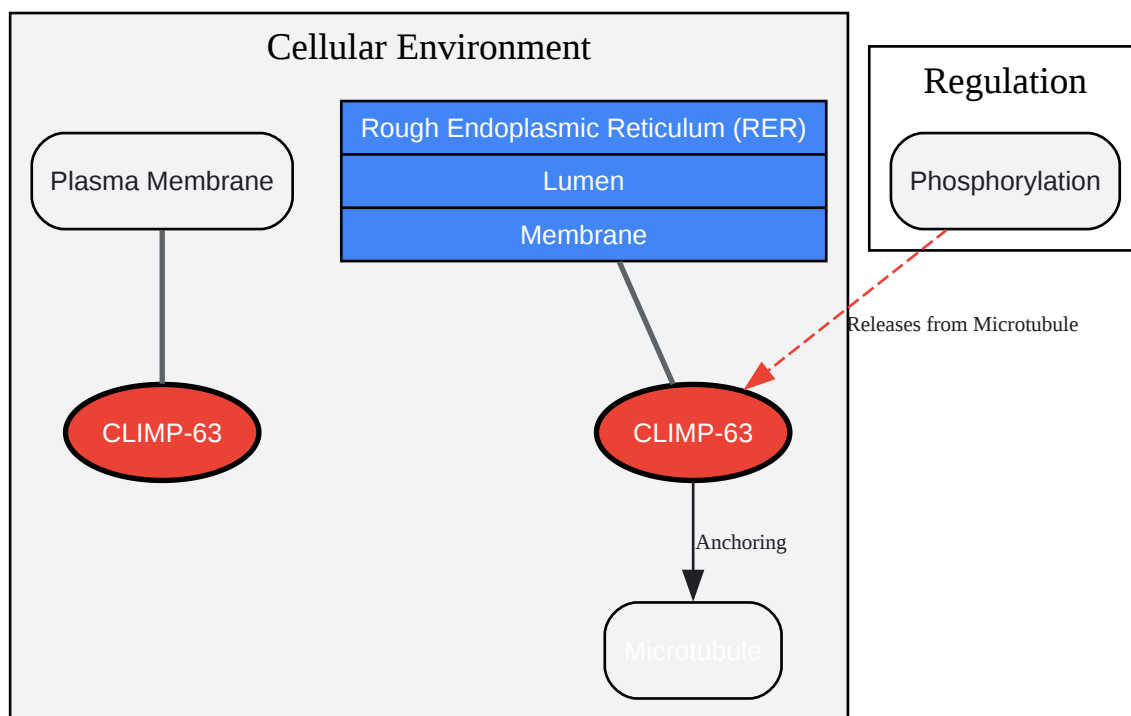 Cellular Environment
Regulation
Rough Endoplasmic Reticulum (RER)
Plasma Membrane
Lumen
Phosphorylation
Membrane
Releases from Microtubule
CLIMP-63
CLIMP-63
Anchoring
Microtubule